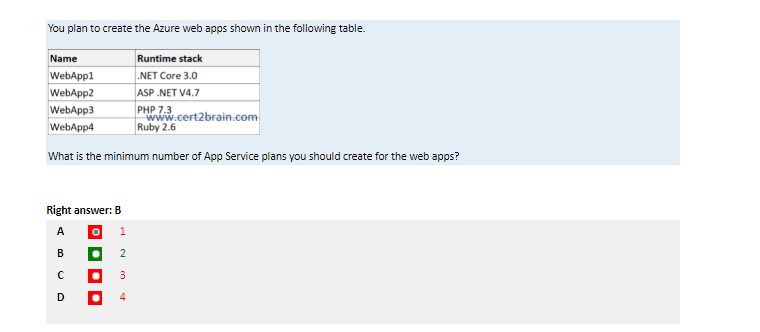 You plan to create the Azure web apps shown in the following table.
Name Runtime stack
WebApp1 .NET Core 3.0
WebApp2 ASP .NET V4.7
WebApp3 PHP 7.3
www.cert2brain.com
WebApp4 Ruby 2.6
What is the minimum number of App Service plans you should create for the web apps?
Right answer: B
A 1
B 2
C 3
D 4